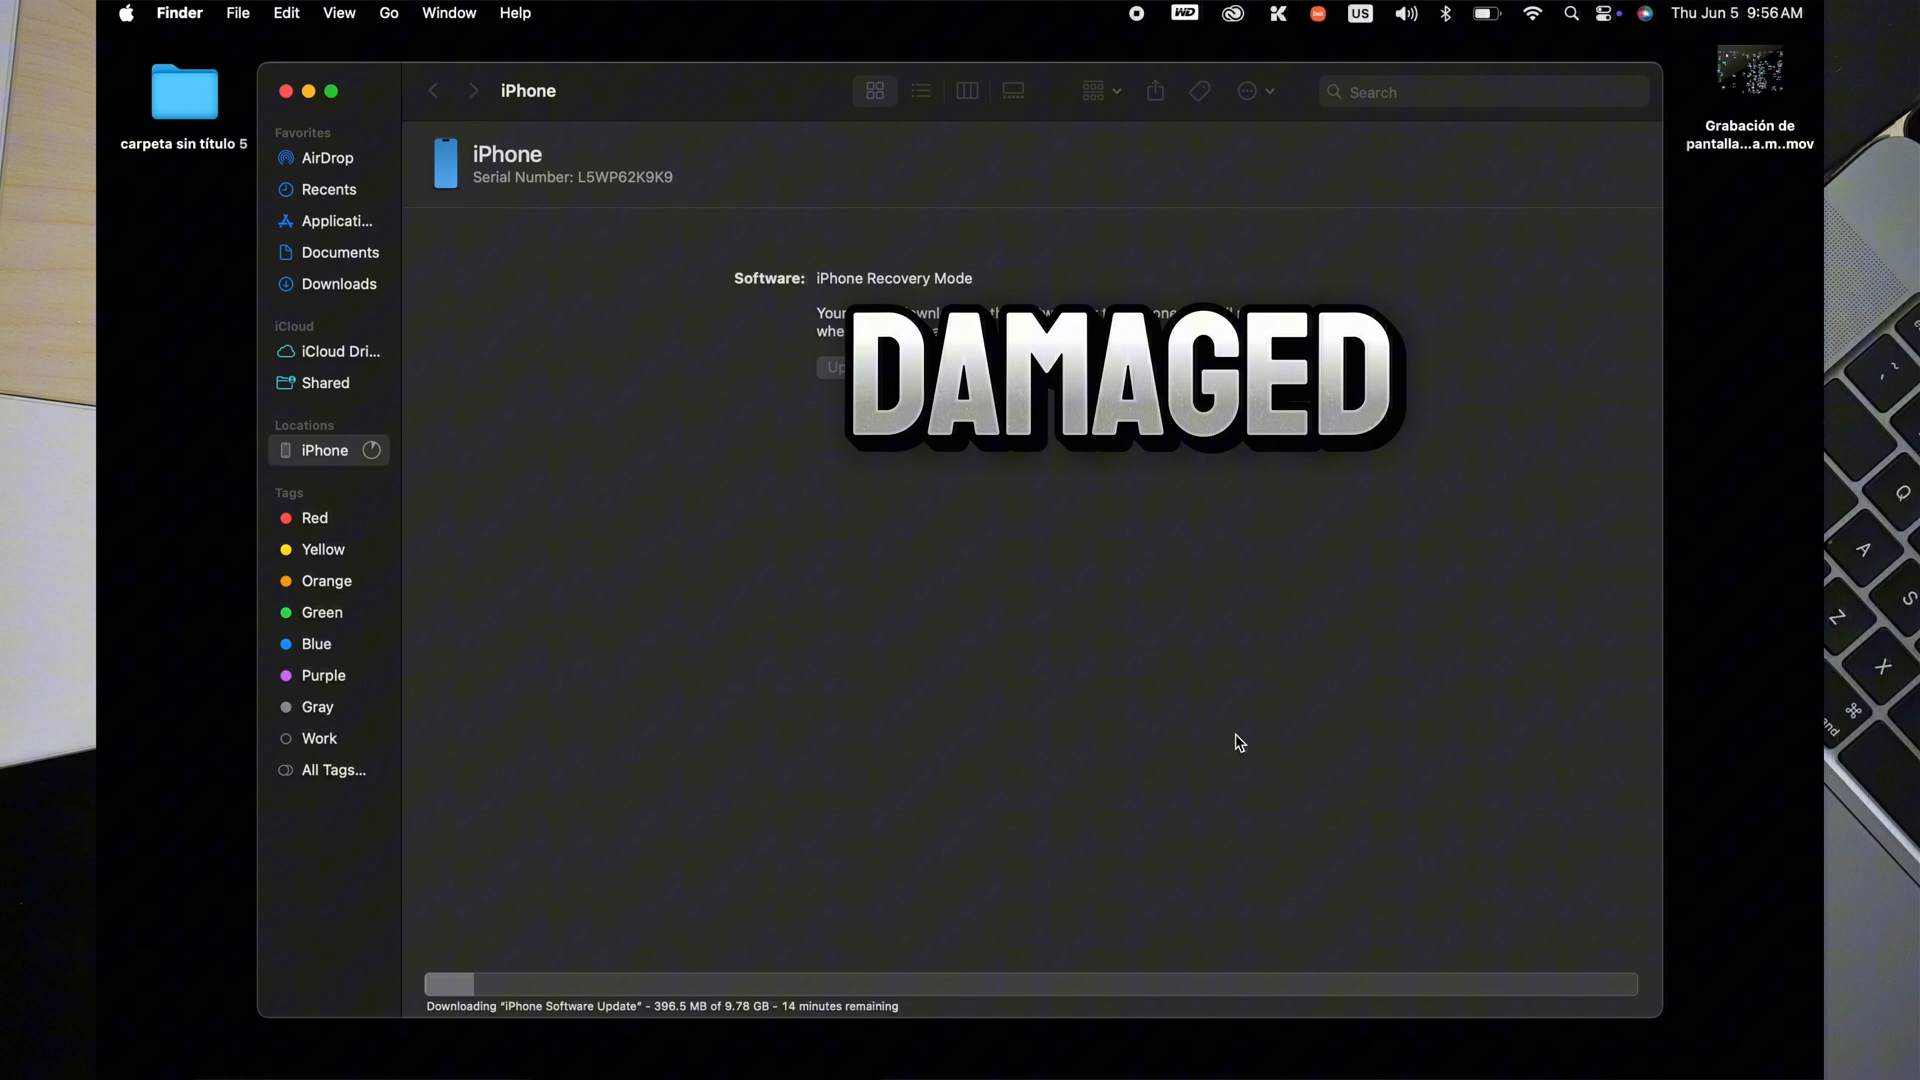 Finder File Edit View Go Window Help
WD
US
Thu Jun 5 9:56 AM
carpeta sin título 5
iPhone
Search
Grabación de
pantalla...a.m..mov
iPhone
Serial Number: L5WP62K9K9
Favorites
AirDrop
Recents
Applicati...
Documents
Downloads
iCloud
iCloud Dri...
Shared
Locations
iPhone
Tags
Red
Yellow
Orange
Green
Blue
Purple
Gray
Work
All Tags...
Software: iPhone Recovery Mode
DAMAGED
Downloading "iPhone Software Update" - 396.5 MB of 9.78 GB - 14 minutes remaining
Q
A
S
Z
X